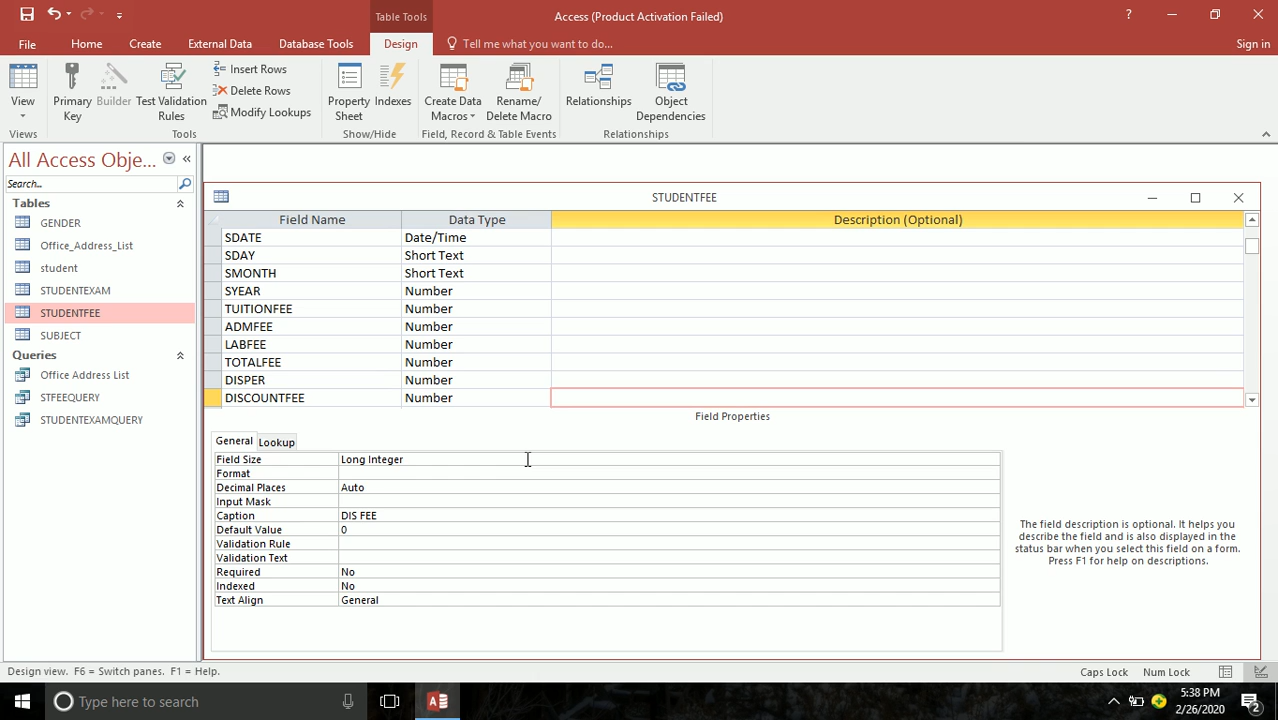 Table Tools
Access (Product Activation Failed)
?
File
Home
Create
External Data
Database Tools
Design
Tell me what you want to do...
Sign in
View
Primary Key
Builder
Test Validation Rules
Insert Rows
Delete Rows
Modify Lookups
Property Sheet
Indexes
Create Data Macros
Rename/ Delete Macro
Relationships
Object Dependencies
Views
Tools
Show/Hide
Field, Record & Table Events
Relationships
All Access Obje...
Search...
Tables
GENDER
Office_Address_List
student
STUDENTEXAM
STUDENTFEE
SUBJECT
Queries
Office Address List
STFEEQUERY
STUDENTEXAMQUERY
STUDENTFEE
Field Name Data Type Description (Optional)
SDATE Date/Time
SDAY Short Text
SMONTH Short Text
SYEAR Number
TUITIONFEE Number
ADMFEE Number
LABFEE Number
TOTALFEE Number
DISPER Number
DISCOUNTFEE Number
Field Properties
General Lookup
Field Size Long Integer
Format
Decimal Places Auto
Input Mask
Caption DIS FEE
Default Value 0
Validation Rule
Validation Text
Required No
Indexed No
Text Align General
The field description is optional. It helps you
describe the field and is also displayed in the
status bar when you select this field on a form.
Press F1 for help on descriptions.
Design view. F6 = Switch panes. F1 = Help.
Caps Lock Num Lock
Type here to search
5:38 PM
2/26/2020
2